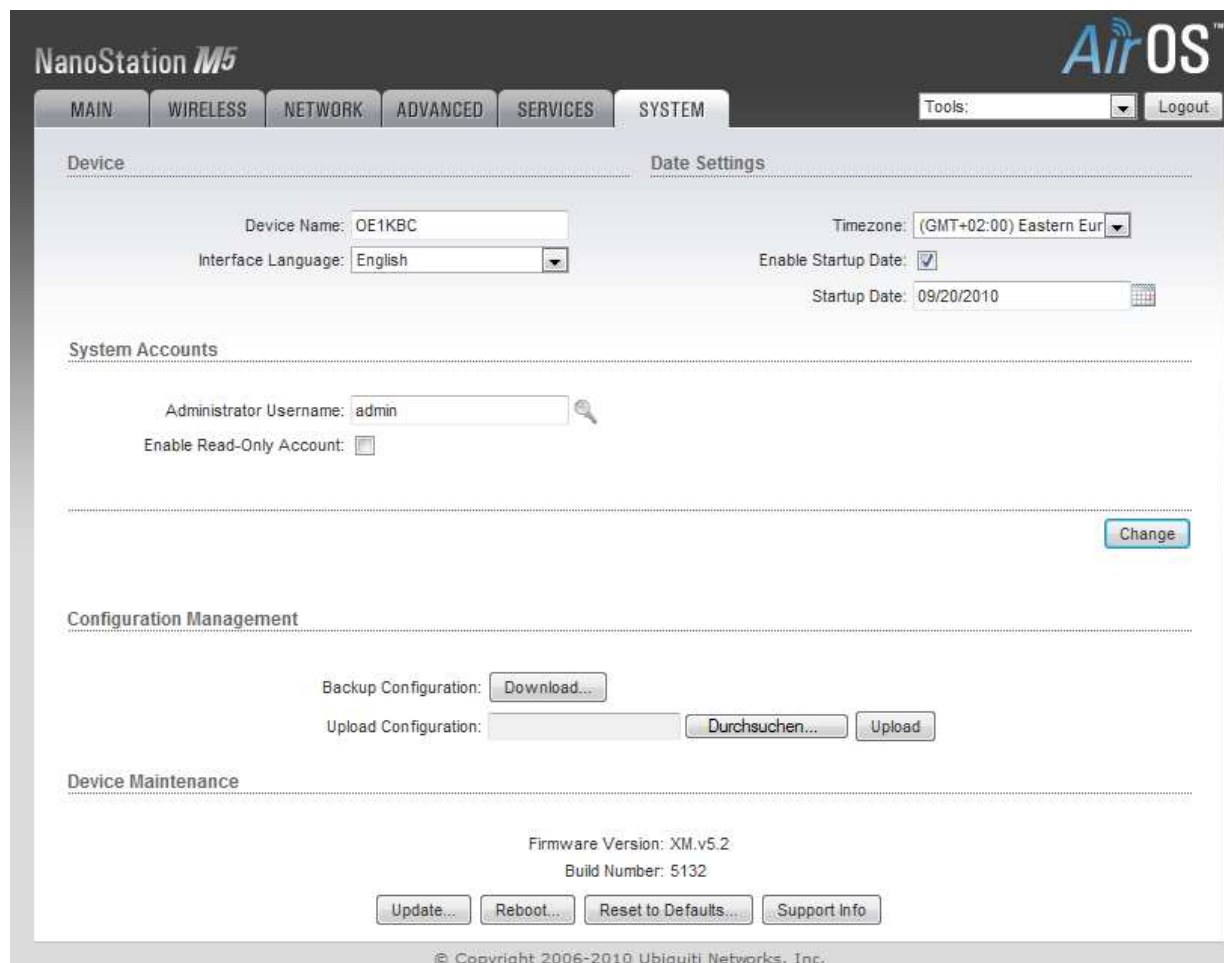 NanoStation M5
AirOS™
MAIN WIRELESS NETWORK ADVANCED SERVICES SYSTEM Tools: Logout
Device
Date Settings
Device Name: OE1KBC
Interface Language: English
Timezone: (GMT+02:00) Eastern Eur
Enable Startup Date:
Startup Date: 09/20/2010
System Accounts
Administrator Username: admin
Enable Read-Only Account:
Change
Configuration Management
Backup Configuration: Download...
Upload Configuration: Durchsuchen... Upload
Device Maintenance
Firmware Version: XM.v5.2
Build Number: 5132
Update... Reboot... Reset to Defaults... Support Info
© Copyright 2006-2010 Ubiquiti Networks, Inc.